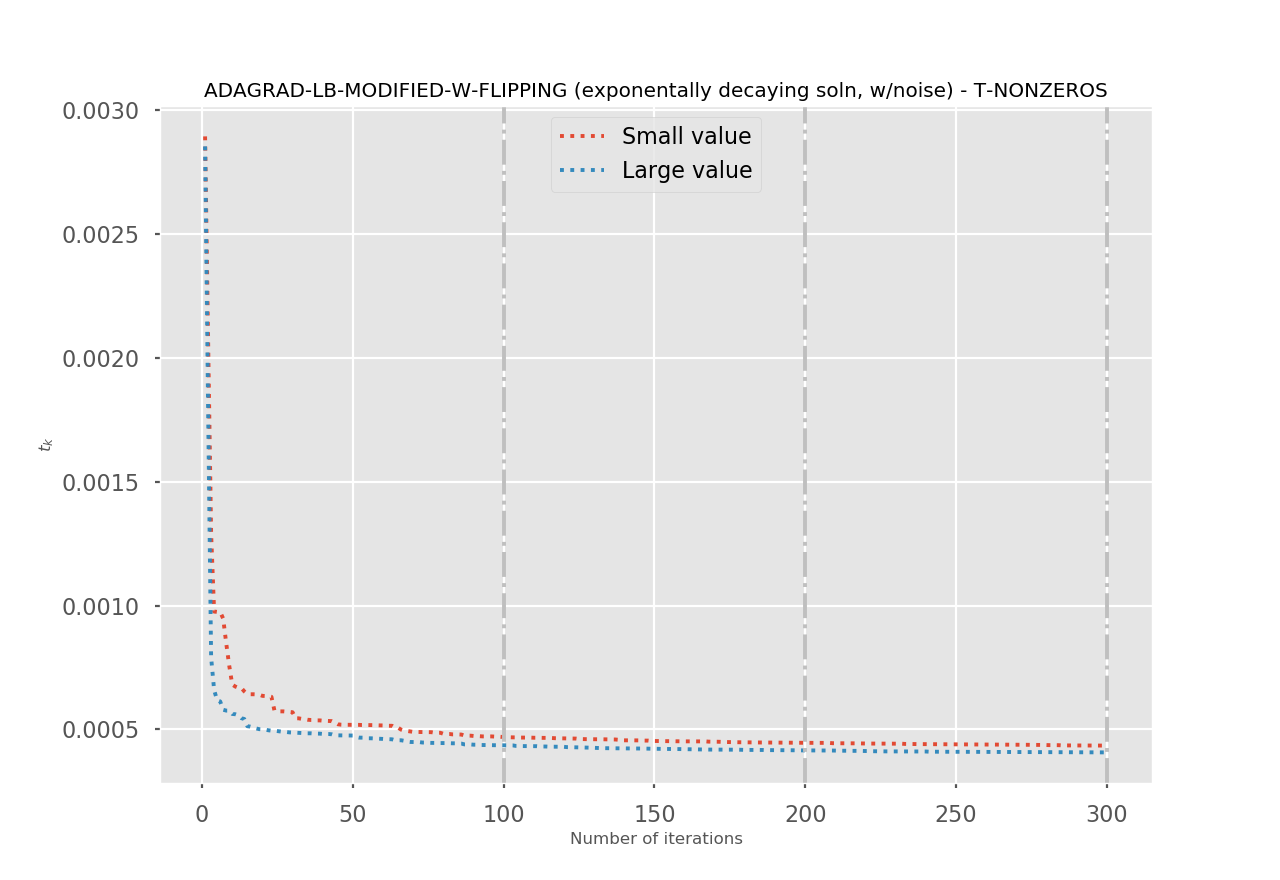 ADAGRAD-LB-MODIFIED-W-FLIPPING (exponentially decaying soln, w/noise) - T-NONZEROS
0.0030
0.0025
0.0020
0.0015
0.0010
0.0005
t_k
Small value
Large value
0 50 100 150 200 250 300
Number of iterations